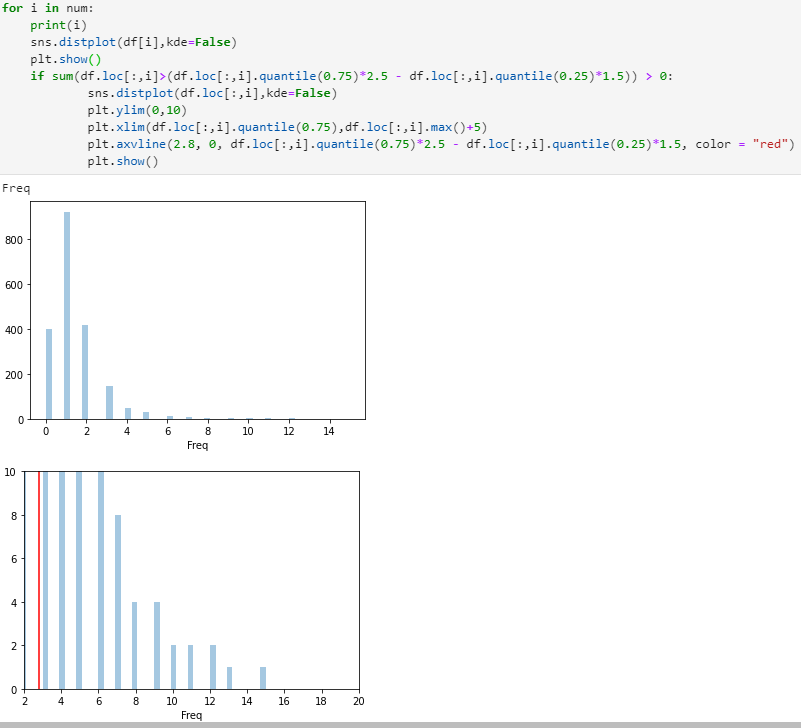 for i in num:
    print(i)
    sns.distplot(df[i],kde=False)
    plt.show()
    if sum(df.loc[:,i]>(df.loc[:,i].quantile(0.75)*2.5 - df.loc[:,i].quantile(0.25)*1.5)) > 0:
            sns.distplot(df.loc[:,i],kde=False)
            plt.ylim(0,10)
            plt.xlim(df.loc[:,i].quantile(0.75),df.loc[:,i].max()+5)
            plt.axvline(2.8, 0, df.loc[:,i].quantile(0.75)*2.5 - df.loc[:,i].quantile(0.25)*1.5, color = "red")
            plt.show()
Freq
800
600
400
200
0
0 2 4 6 8 10 12 14
Freq
10
8
6
4
2
0
2 4 6 8 10 12 14 16 18 20
Freq